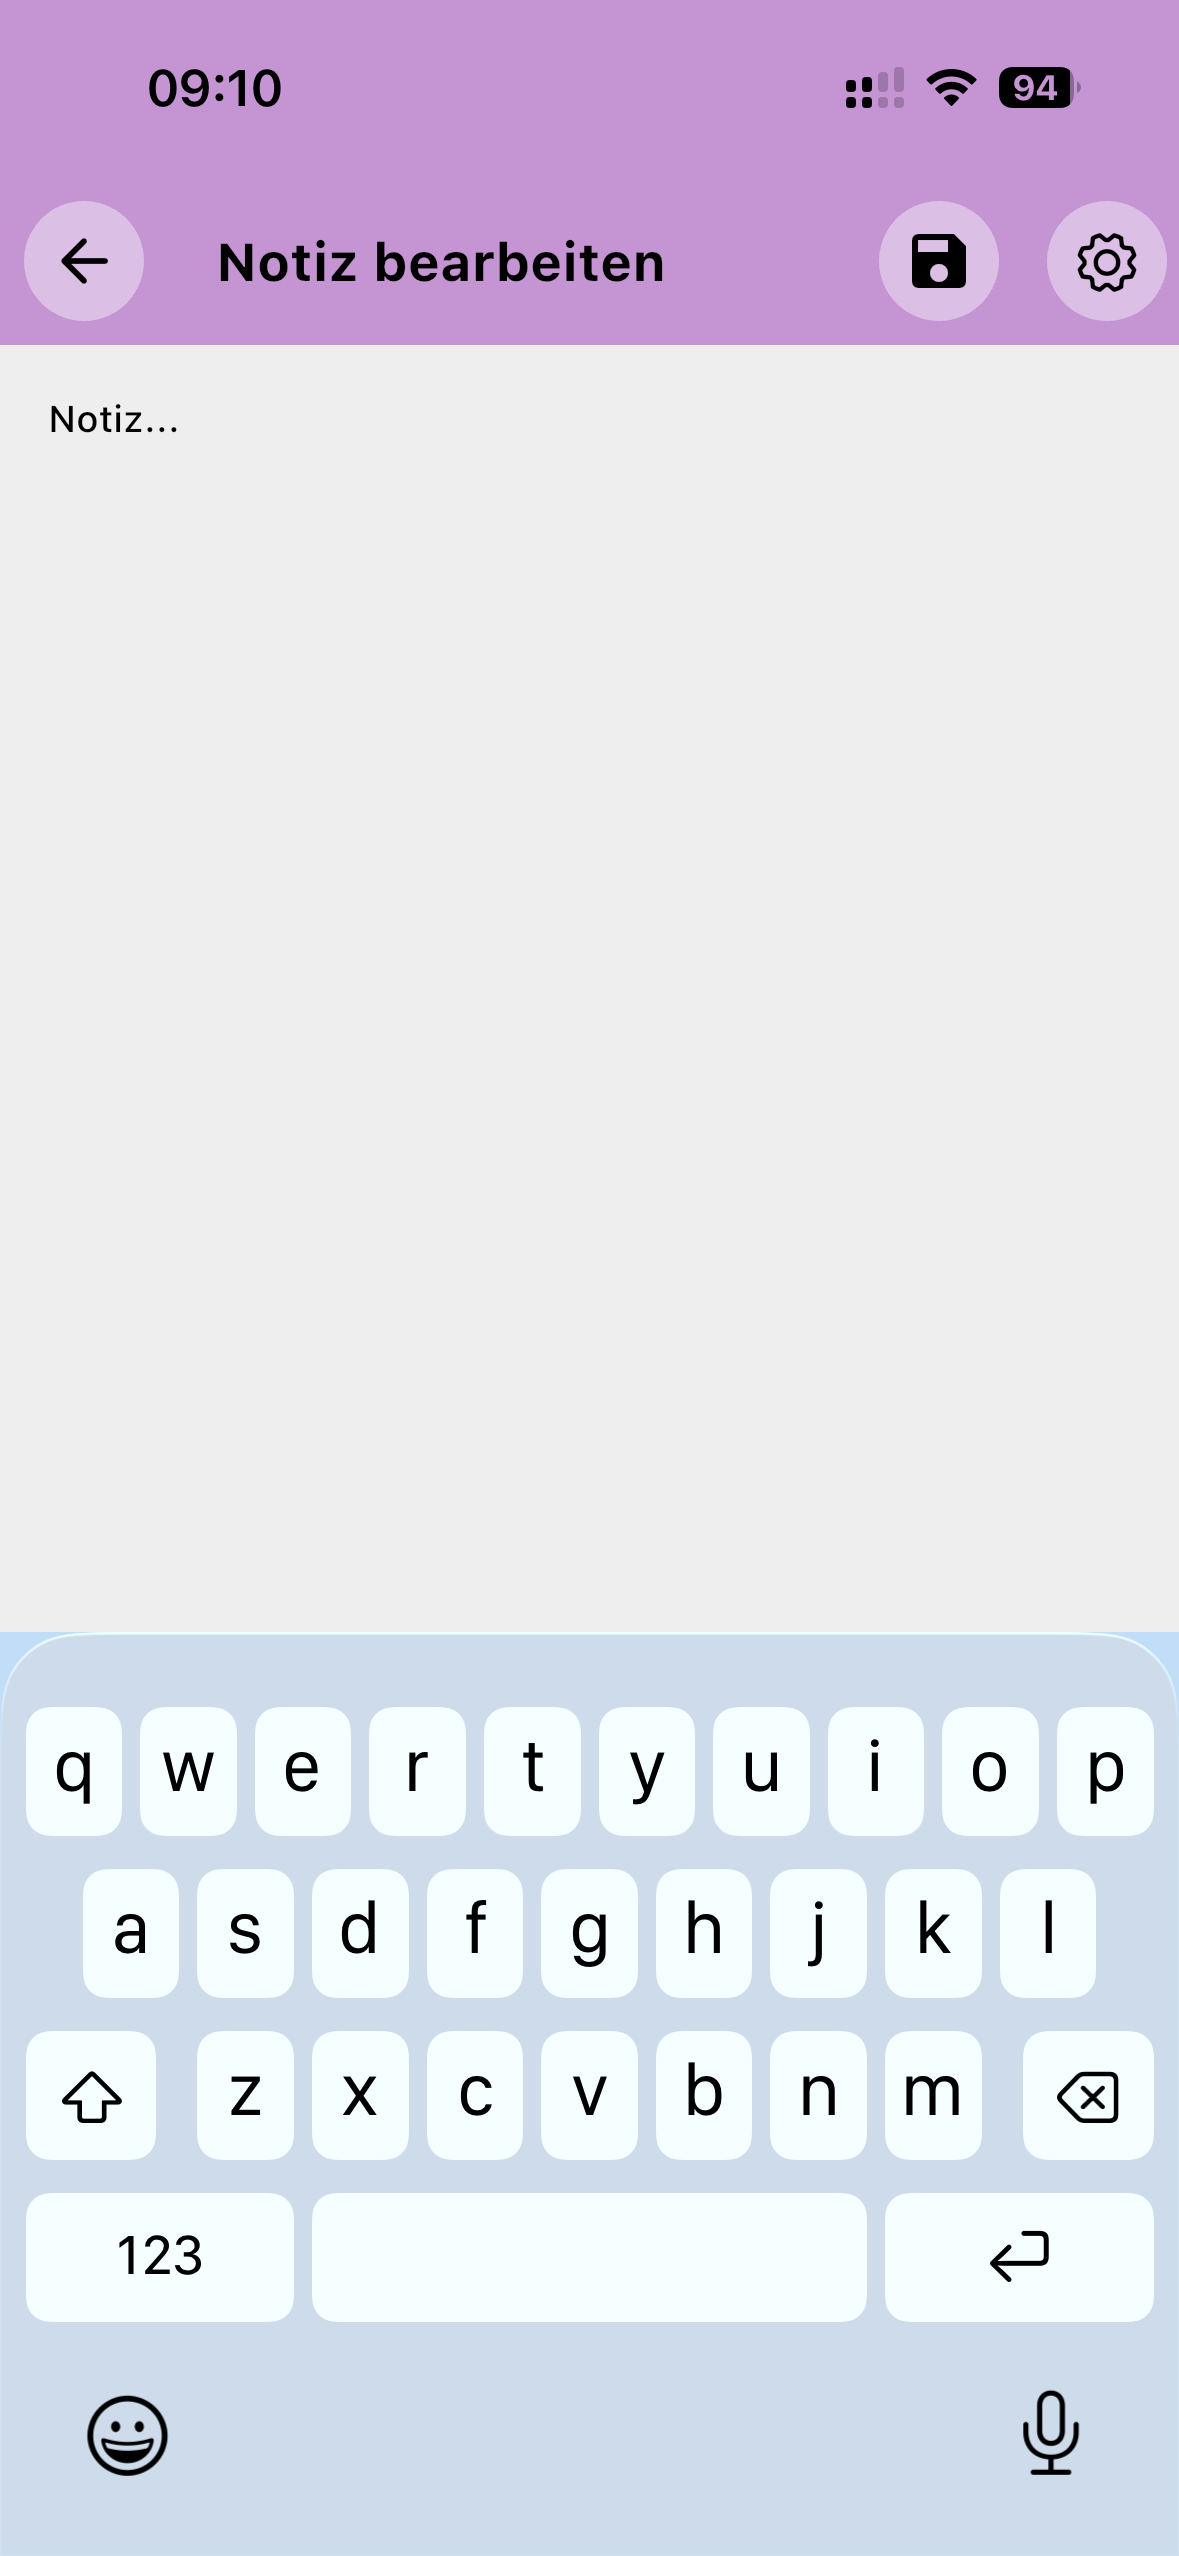 09:10 94
Notiz bearbeiten
Notiz...
q w e r t y u i o p
a s d f g h j k l
z x c v b n m
123